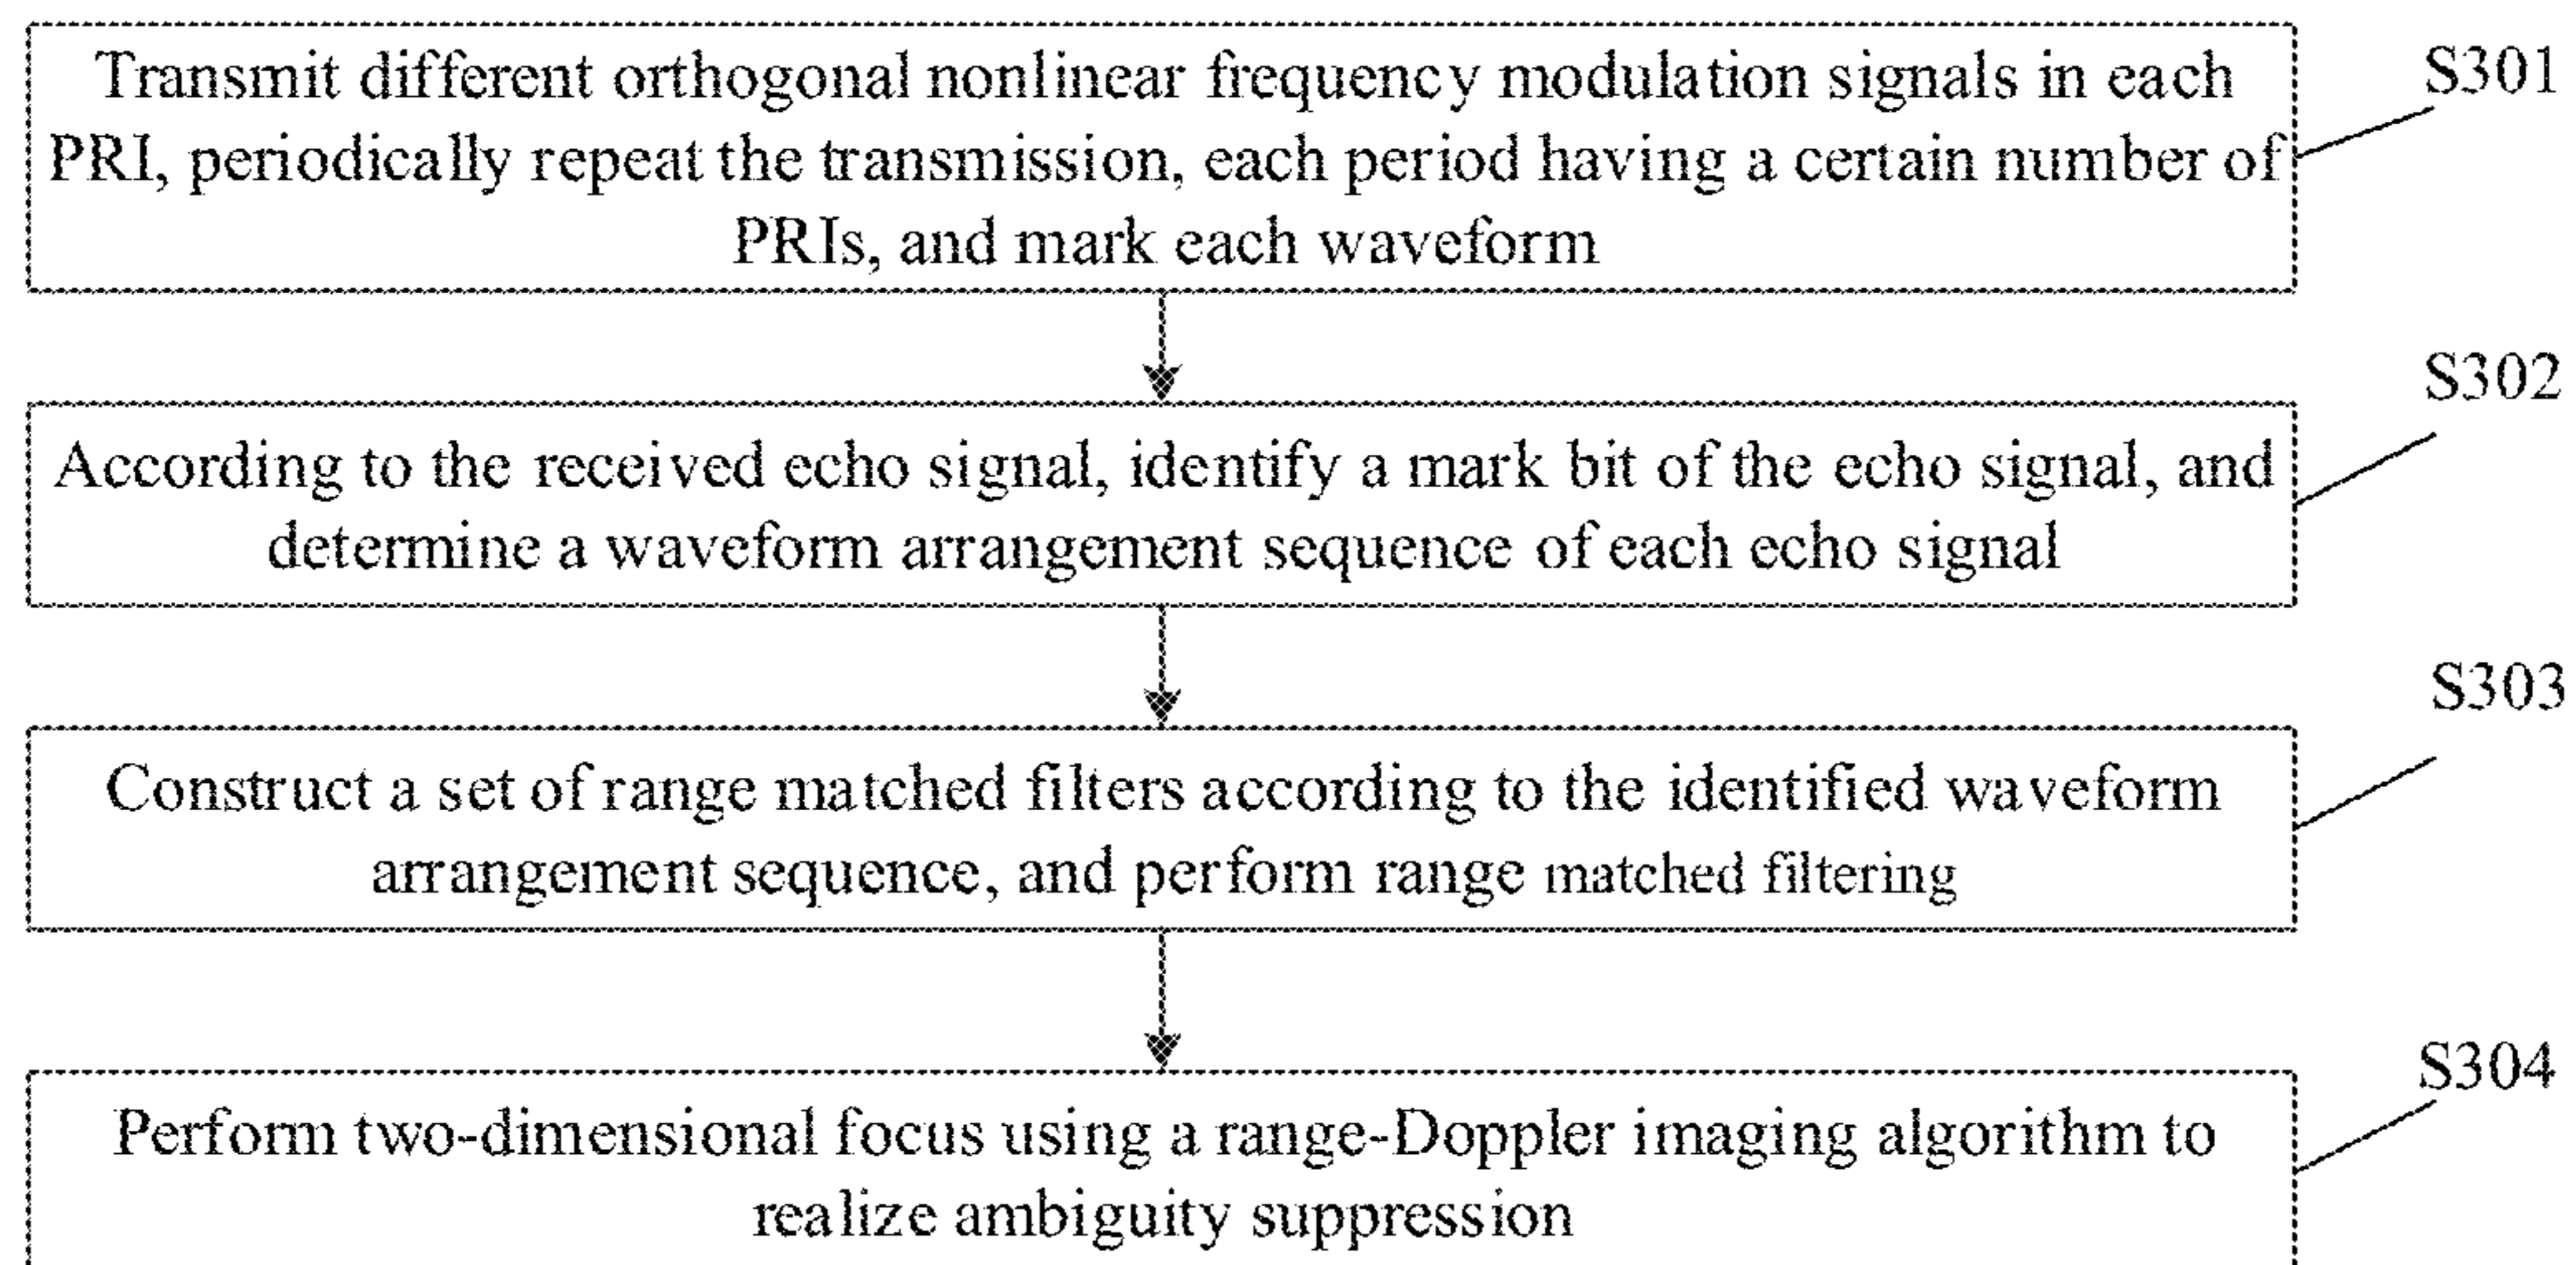 Transmit different orthogonal nonlinear frequency modulation signals in each
PRI, periodically repeat the transmission, each period having a certain number of
PRIs, and mark each waveform
S301
According to the received echo signal, identify a mark bit of the echo signal, and
determine a waveform arrangement sequence of each echo signal
S302
Construct a set of range matched filters according to the identified waveform
arrangement sequence, and perform range matched filtering
S303
Perform two-dimensional focus using a range-Doppler imaging algorithm to
realize ambiguity suppression
S304